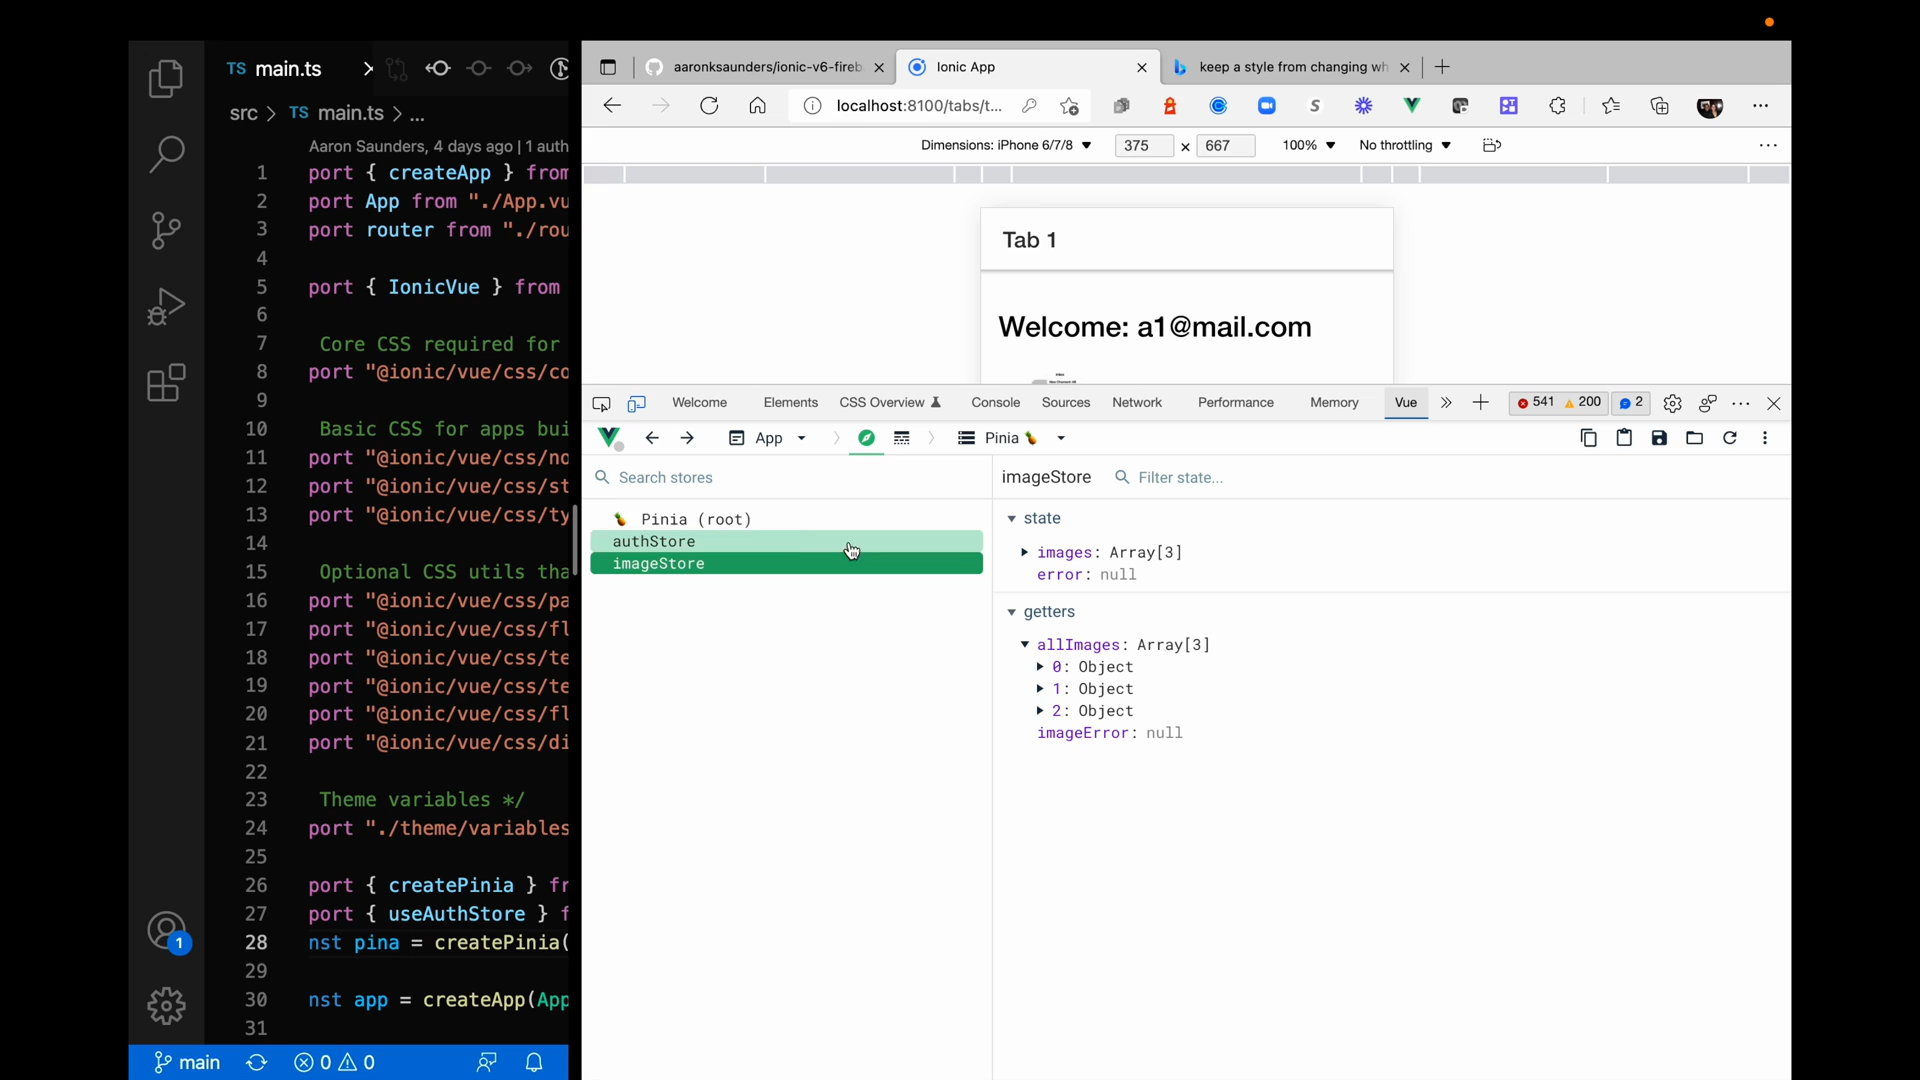 TS main.ts
src > TS main.ts > ...
Aaron Saunders, 4 days ago | 1 auth
1 port { createApp } from
2 port App from "./App.vu
3 port router from "./rou
4
5 port { IonicVue } from
6
7 Core CSS required for
8 port "@ionic/vue/css/co
9
10 Basic CSS for apps bui
11 port "@ionic/vue/css/no
12 port "@ionic/vue/css/st
13 port "@ionic/vue/css/ty
14
15 Optional CSS utils tha
16 port "@ionic/vue/css/pa
17 port "@ionic/vue/css/fl
18 port "@ionic/vue/css/te
19 port "@ionic/vue/css/te
20 port "@ionic/vue/css/fl
21 port "@ionic/vue/css/di
22
23 Theme variables */
24 port "./theme/variables
25
26 port { createPinia } fr
27 port { useAuthStore } f
28 nst pina = createPinia(
29
30 nst app = createApp(App
31
1
main 0 0
aaronksaunders/ionic-v6-fireb Ionic App keep a style from changing wh
localhost:8100/tabs/t...
Dimensions: iPhone 6/7/8 375 × 667 100% No throttling
Tab 1
Welcome: a1@mail.com
Welcome Elements CSS Overview Console Sources Network Performance Memory Vue 541 200 2
App Pinia
Search stores
Pinia (root)
authStore
imageStore
imageStore Filter state...
state
images: Array[3]
error: null
getters
allImages: Array[3]
0: Object
1: Object
2: Object
imageError: null